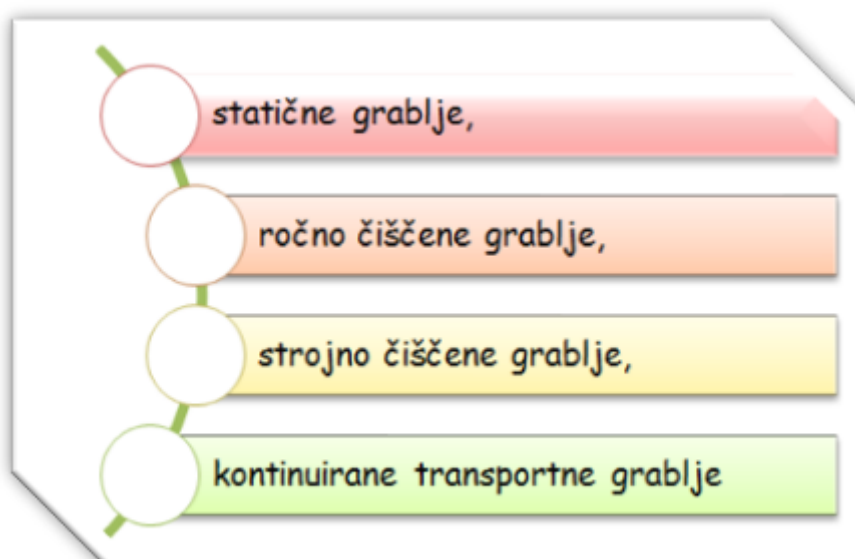 statične grablje,
ročno čiščene grablje,
strojno čiščene grablje,
kontinuirane transportne grablje